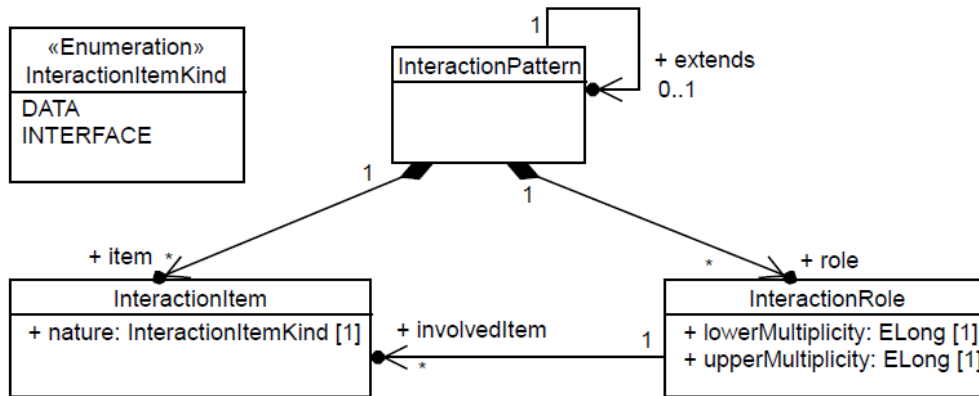 «Enumeration»
InteractionItemKind
DATA
INTERFACE
1
InteractionPattern
+ extends
0..1
1
1
+ item *
* + role
InteractionItem
+ nature: InteractionItemKind [1]
+ involvedItem
*
1
InteractionRole
+ lowerMultiplicity: ELong [1]
+ upperMultiplicity: ELong [1]